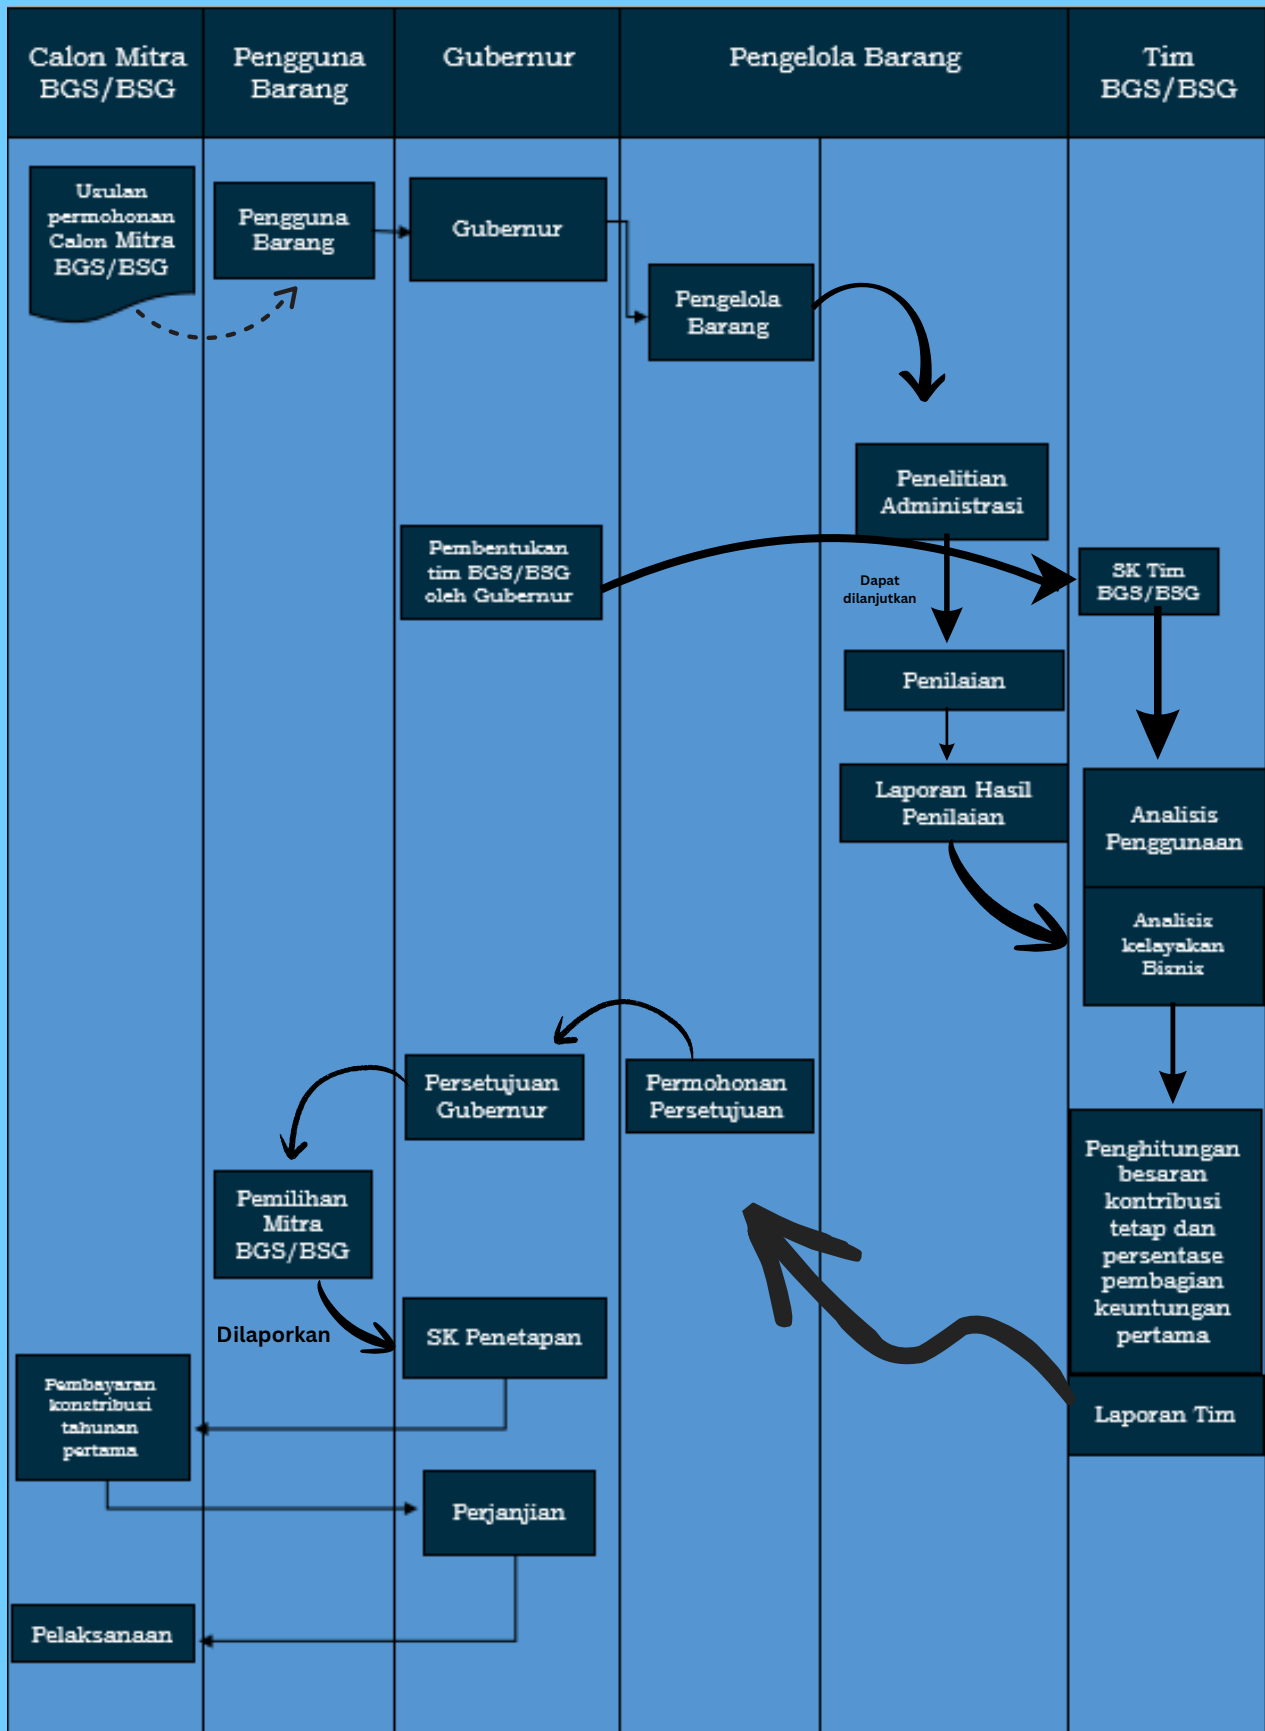 Calon Mitra
BGS/BSG
Pengguna
Barang
Gubernur
Pengelola Barang
Tim
BGS/BSG
Usulan
permohonan
Calon Mitra
BGS/BSG
Pengguna
Barang
Gubernur
Pengelola
Barang
Penelitian
Administrasi
Pembentukan
tim BGS/BSG
oleh Gubernur
Dapat
dilanjutkan
SK Tim
BGS/BSG
Penilaian
Laporan Hasil
Penilaian
Analisis
Penggunaan
Analisis
kelayakan
Bisnis
Persetujuan
Gubernur
Permohonan
Persetujuan
Penghitungan
besaran
kontribusi
tetap dan
persentase
pembagian
keuntungan
pertama
Pemilihan
Mitra
BGS/BSG
Dilaporkan
SK Penetapan
Pembayaran
konstribusi
tahunan
pertama
Laporan Tim
Perjanjian
Pelaksanaan